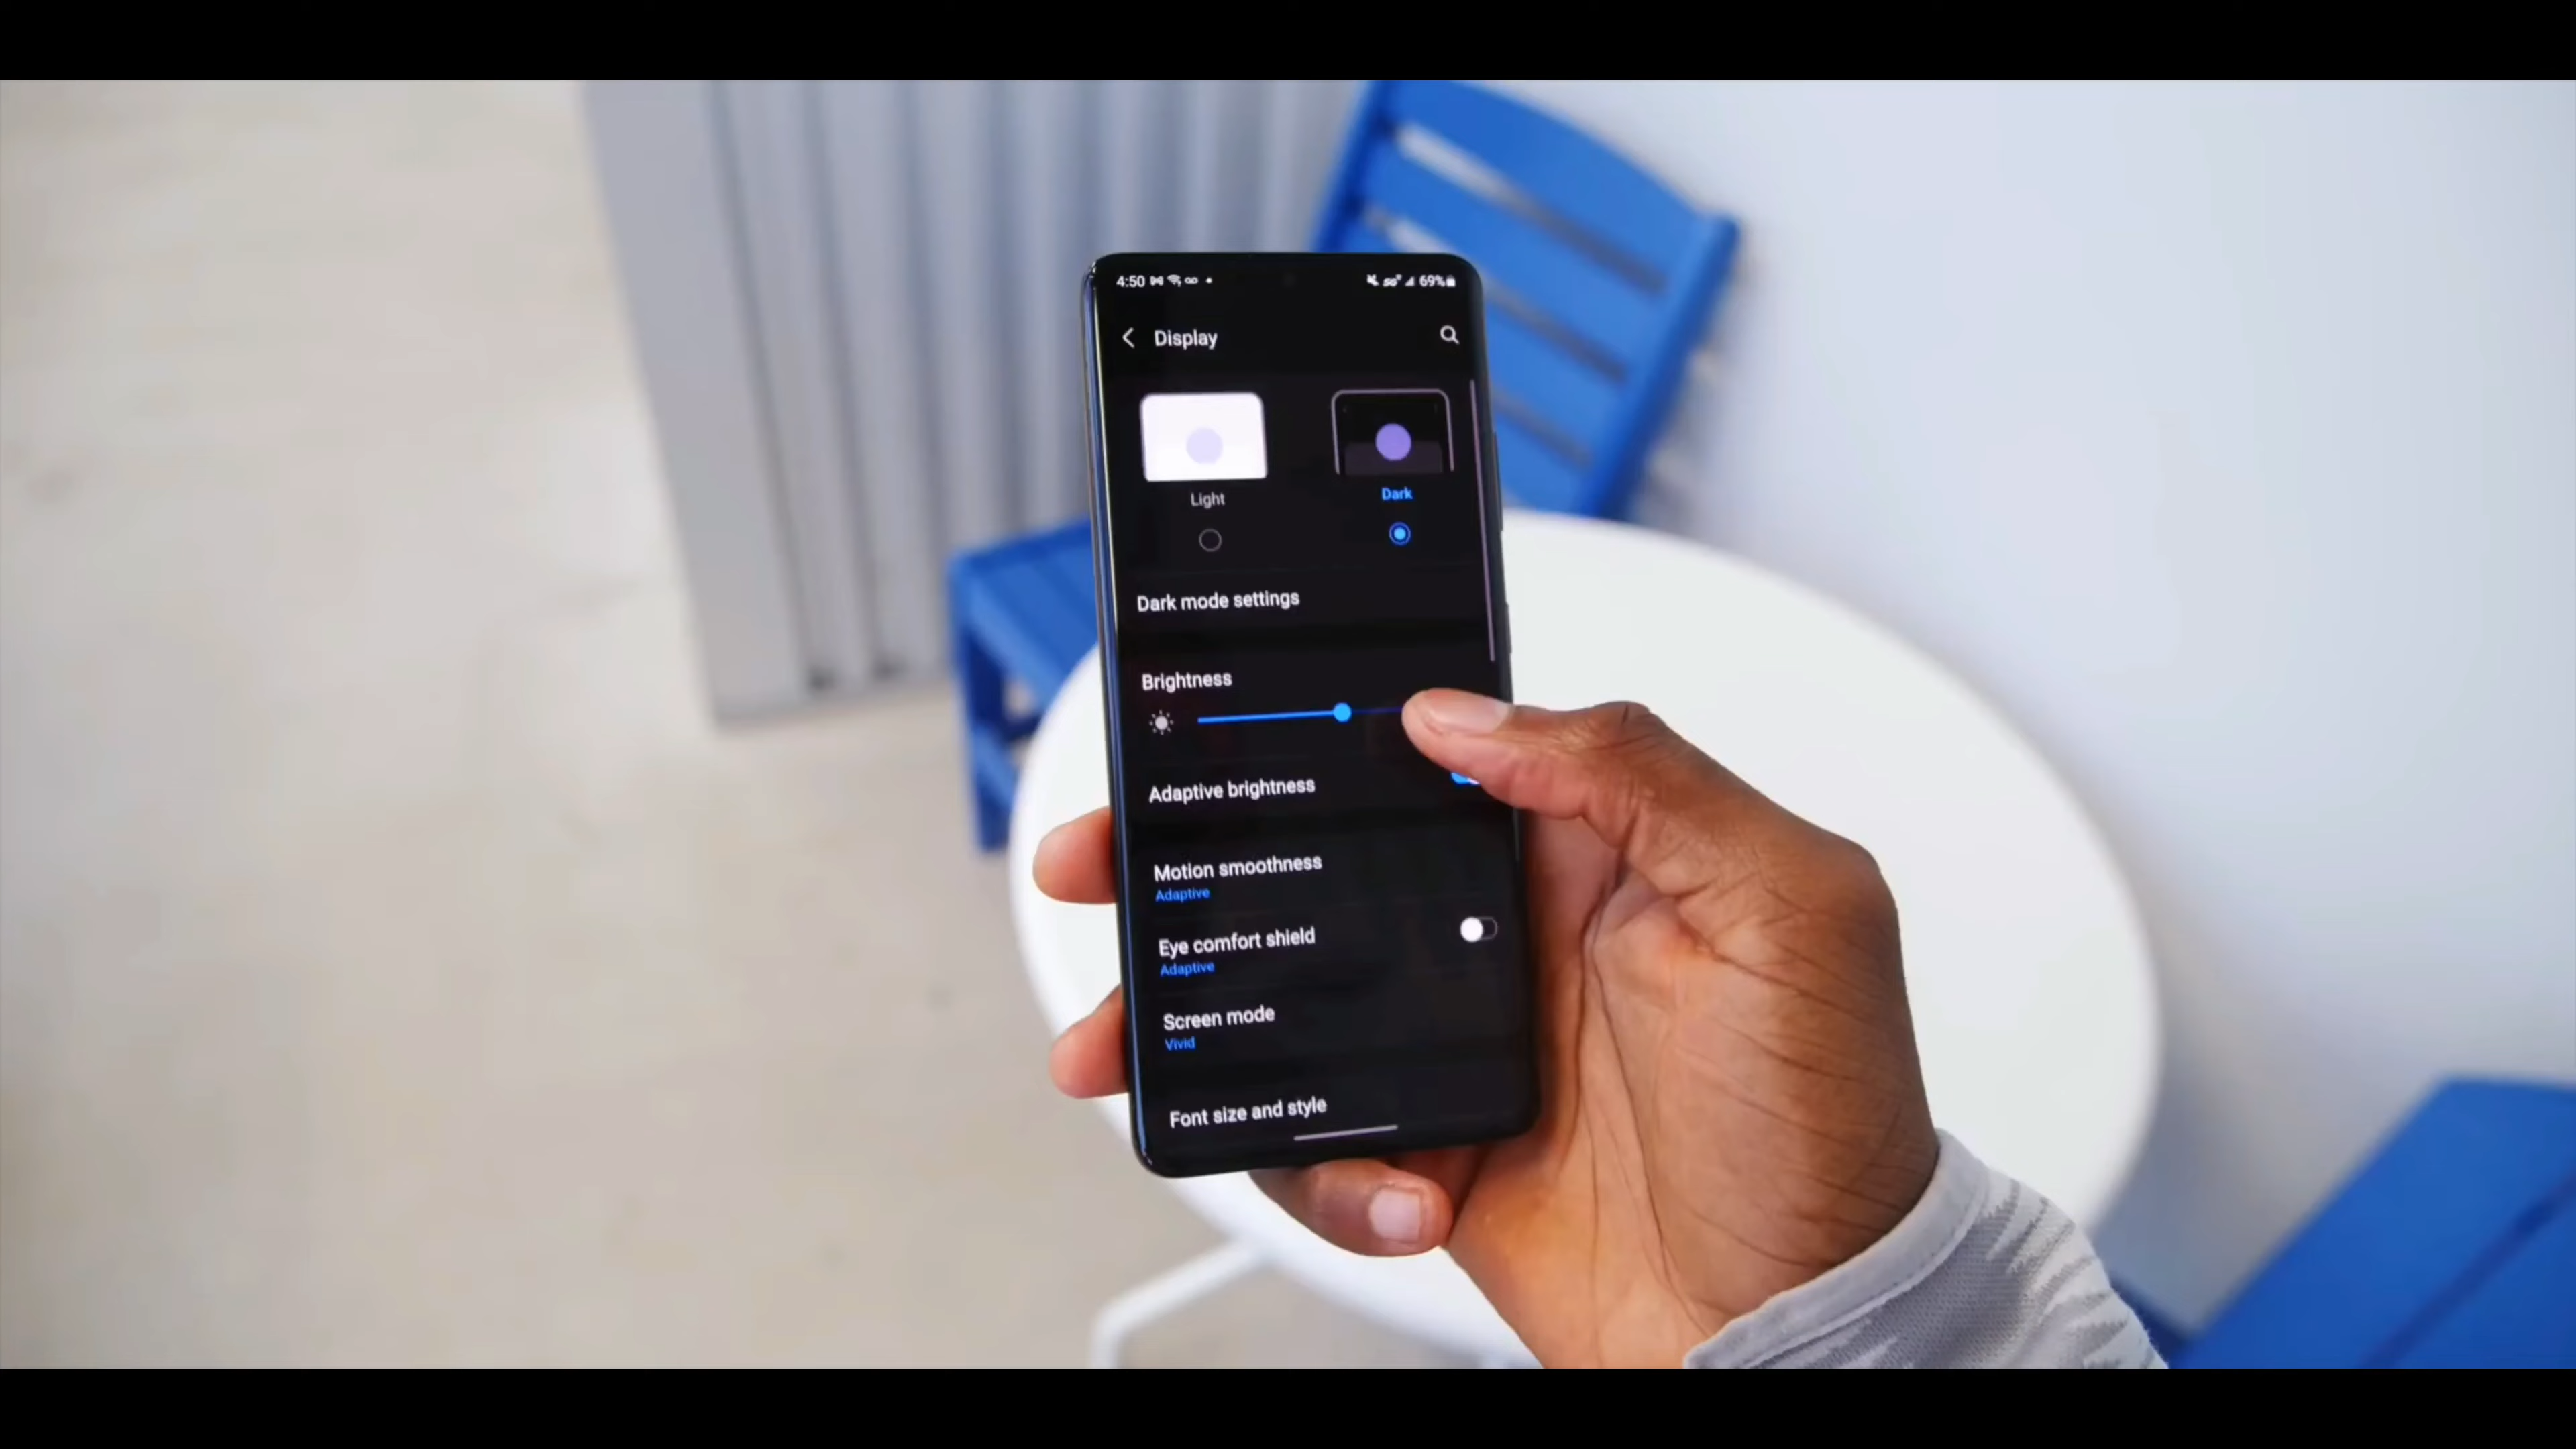 4:50
5G 69%
Display
Light
Dark
Dark mode settings
Brightness
Adaptive brightness
Motion smoothness
Adaptive
Eye comfort shield
Adaptive
Screen mode
Vivid
Font size and style